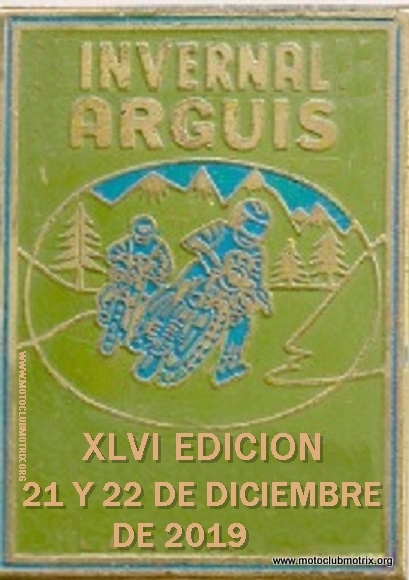 INVERNAL
ARGUIS
WWW.MOTOCLUBMOTRIX.ORG
XLVI EDICION
21 Y 22 DE DICIEMBRE
DE 2019
www.motoclubmotrix.org